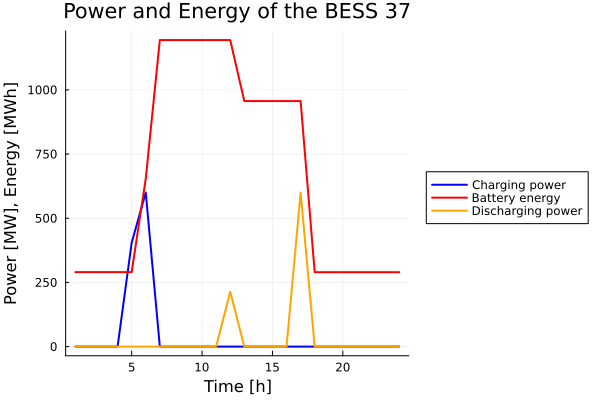 Power and Energy of the BESS 37
Power [MW], Energy [MWh]
1000
750
500
250
0
5
10
15
20
Time [h]
Charging power
Battery energy
Discharging power